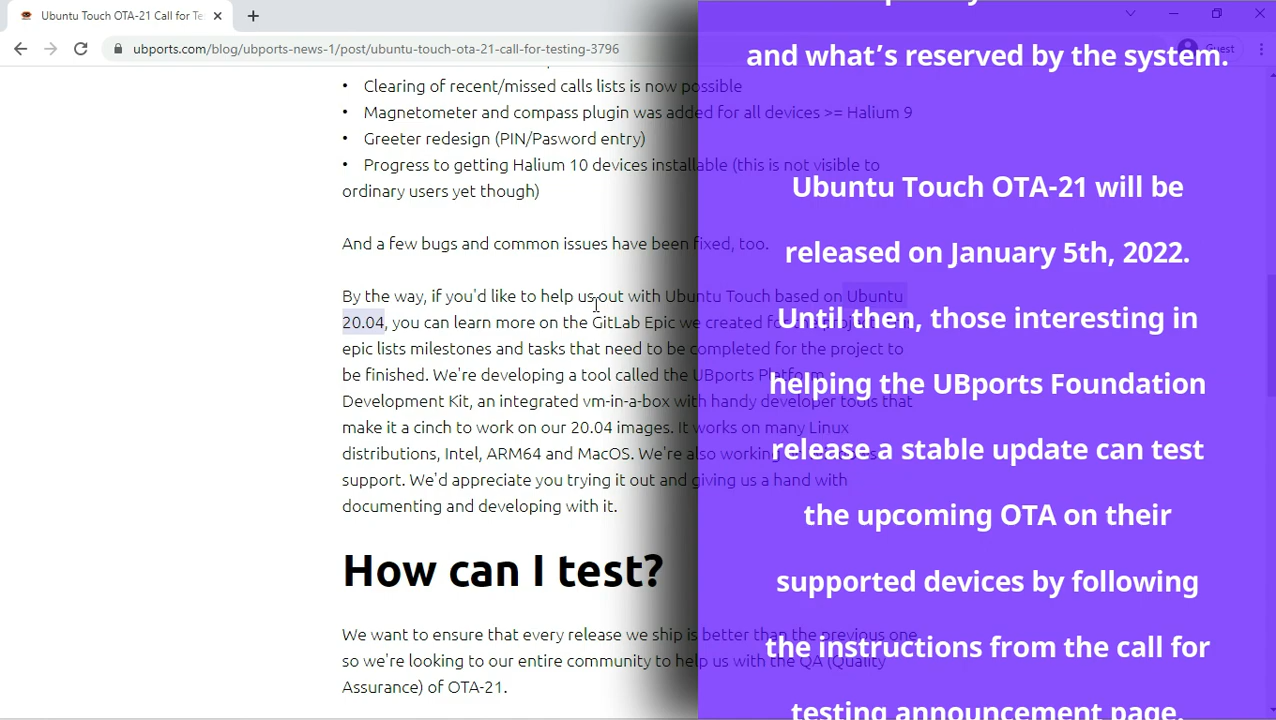 Ubuntu Touch OTA-21 Call for Te
ubports.com/blog/ubports-news-1/post/ubuntu-touch-ota-21-call-for-testing-3796
Guest
• Clearing of recent/missed calls lists is now possible
• Magnetometer and compass plugin was added for all devices >= Halium 9
• Greeter redesign (PIN/Pasword entry)
• Progress to getting Halium 10 devices installable (this is not visible to
ordinary users yet though)
And a few bugs and common issues have been fixed, too.
By the way, if you'd like to help us out with Ubuntu Touch based on Ubuntu
20.04, you can learn more on the GitLab Epic we created for
epic lists milestones and tasks that need to be completed for the project to
be finished. We're developing a tool called the UBports Platform
Development Kit, an integrated vm-in-a-box with handy developer tools that
make it a cinch to work on our 20.04 images. It works on many Linux
distributions, Intel, ARM64 and MacOS. We're also working
support. We'd appreciate you trying it out and giving us a hand with
documenting and developing with it.
How can I test?
We want to ensure that every release we ship is better than the previous one
so we're looking to our entire community to help us with the QA (Quality
Assurance) of OTA-21.
and what’s reserved by the system.
Ubuntu Touch OTA-21 will be
released on January 5th, 2022.
Until then, those interesting in
helping the UBports Foundation
release a stable update can test
the upcoming OTA on their
supported devices by following
the instructions from the call for
testing announcement page.